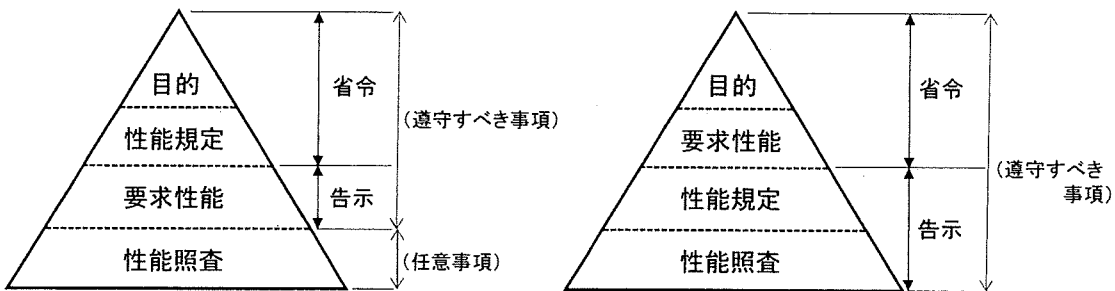 目的
性能規定
要求性能
性能照査
省令
告示
(遵守すべき事項)
(任意事項)
目的
要求性能
性能規定
性能照査
省令
告示
(遵守すべき
事項)